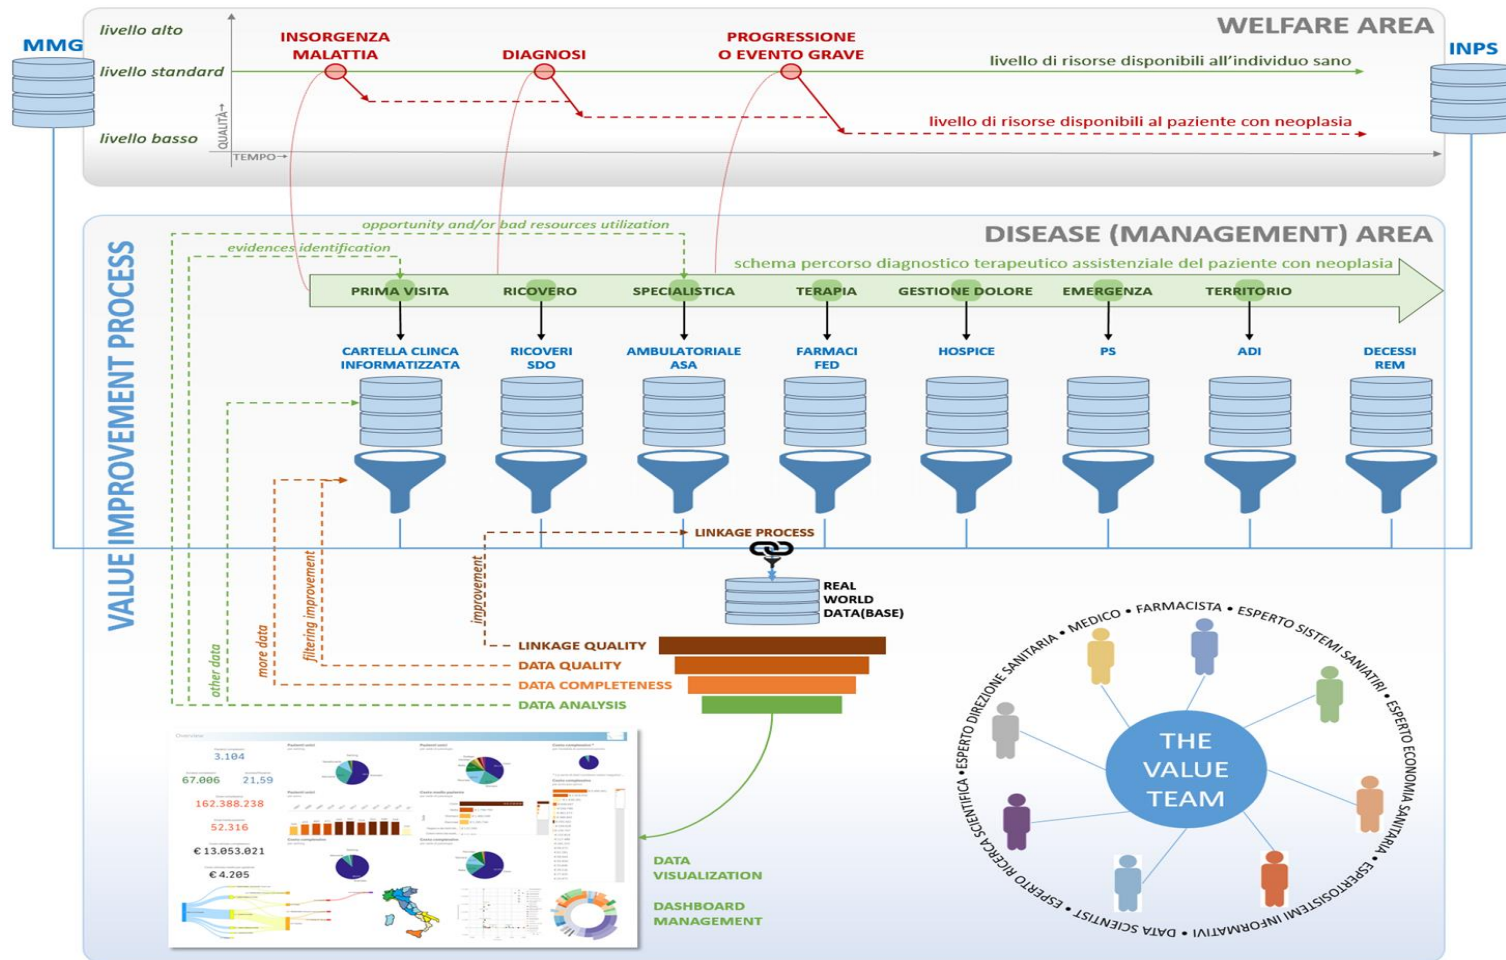 WELFARE AREA
livello alto
MMG
INSORGENZA
MALATTIA
DIAGNOSI
PROGRESSIONE
O EVENTO GRAVE
INPS
livello standard
livello di risorse disponibili all'individuo sano
QUALITÀ→
livello di risorse disponibili al paziente con neoplasia
livello basso
TEMPO→
VALUE IMPROVEMENT PROCESS
opportunity and/or bad resources utilization
DISEASE (MANAGEMENT) AREA
evidences identification
schema percorso diagnostico terapeutico assistenziale del paziente con neoplasia
PRIMA VISITA
RICOVERO
SPECIALISTICA
TERAPIA
GESTIONE DOLORE
EMERGENZA
TERRITORIO
CARTELLA CLINCA
INFORMATIZZATA
RICOVERI
SDO
AMBULATORIALE
ASA
FARMACI
FED
HOSPICE
PS
ADI
DECESSI
REM
LINKAGE PROCESS
other data
more data
filtering improvement
improvement
REAL
WORLD
DATA(BASE)
LINKAGE QUALITY
DATA QUALITY
DATA COMPLETENESS
DATA ANALYSIS
Overview
3.104
67.006
21,59
162.388.238
52.316
€ 13.053.021
€ 4.205
DATA
VISUALIZATION
DASHBOARD
MANAGEMENT
THE
VALUE
TEAM
ESPERTO DIREZIONE SANITARIA • MEDICO • FARMACISTA • ESPERTO SISTEMI SANIATIRI • ESPERTO ECONOMIA SANITARIA • ESPERTOSISTEMI INFORMATIVI • DATA SCIENTIST • ESPERTO RICERCA SCIENTIFICA •